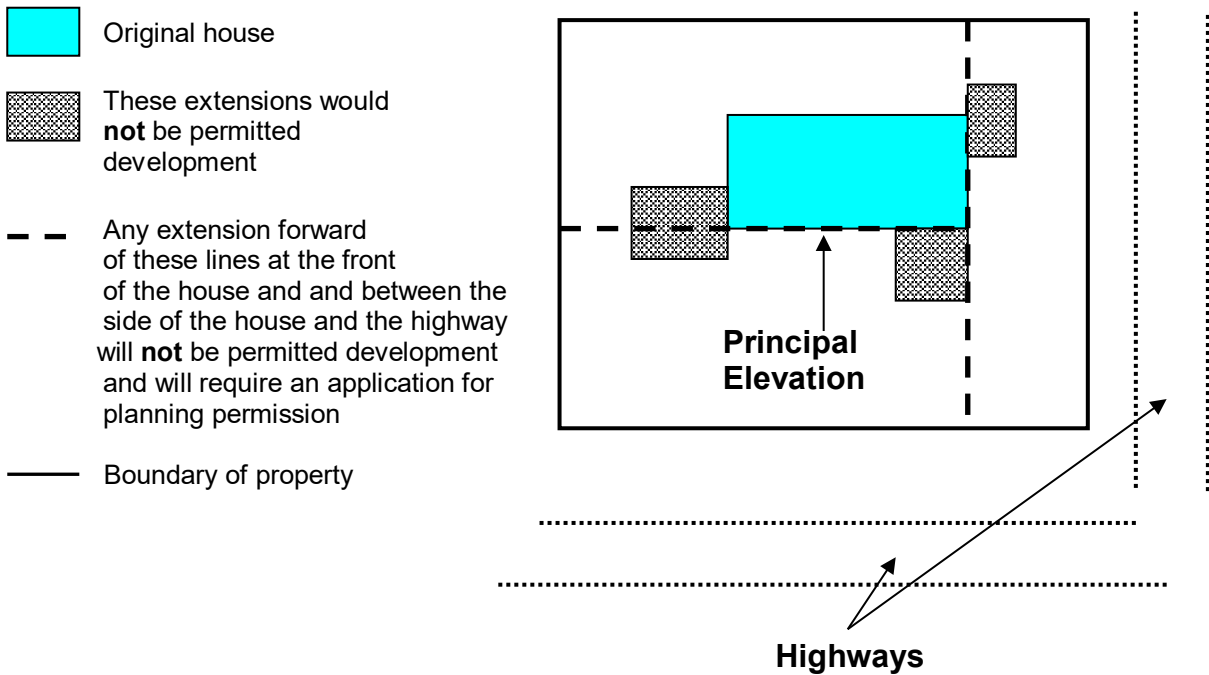 Original house
These extensions would
not be permitted
development
Any extension forward
of these lines at the front
of the house and and between the
side of the house and the highway
will not be permitted development
and will require an application for
planning permission
Boundary of property
Principal
Elevation
Highways